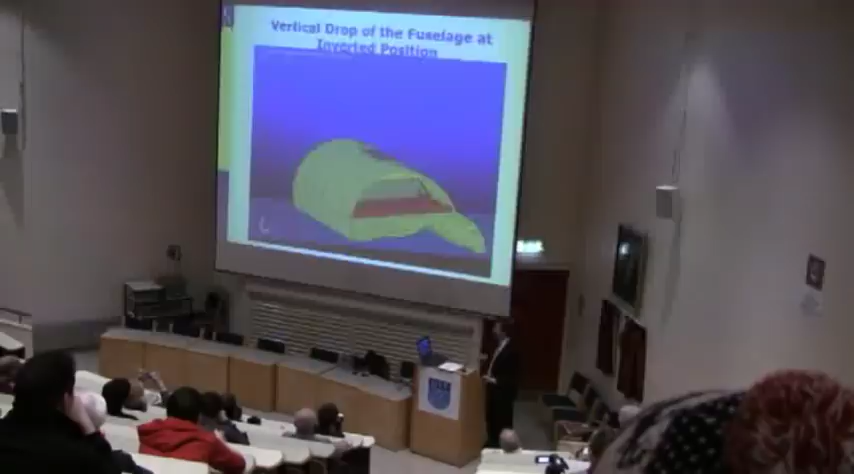 Vertical Drop of the Fuselage at
Inverted Position